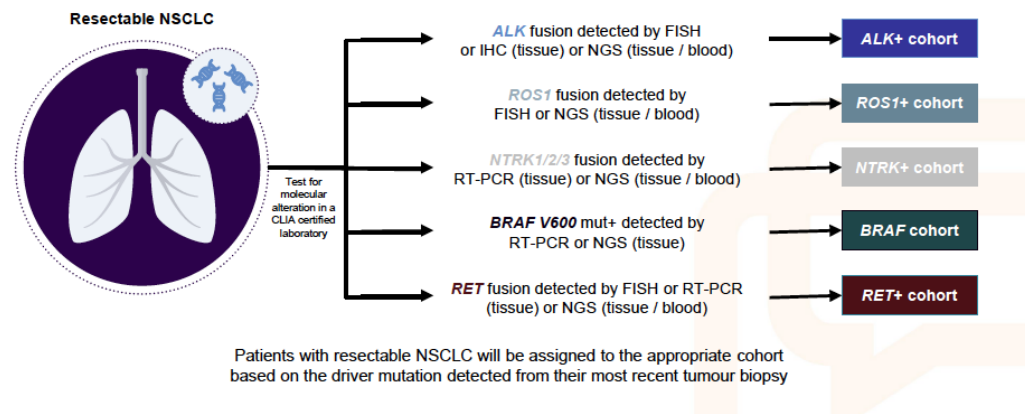 Resectable NSCLC
Test for
molecular
alteration in a
CLIA certified
laboratory
ALK fusion detected by FISH
or IHC (tissue) or NGS (tissue / blood)
ALK+ cohort
ROS1 fusion detected by
FISH or NGS (tissue / blood)
ROS1+ cohort
NTRK1/2/3 fusion detected by
RT-PCR (tissue) or NGS (tissue / blood)
NTRK+ cohort
BRAF V600 mut+ detected by
RT-PCR or NGS (tissue)
BRAF cohort
RET fusion detected by FISH or RT-PCR
(tissue) or NGS (tissue / blood)
RET+ cohort
Patients with resectable NSCLC will be assigned to the appropriate cohort
based on the driver mutation detected from their most recent tumour biopsy